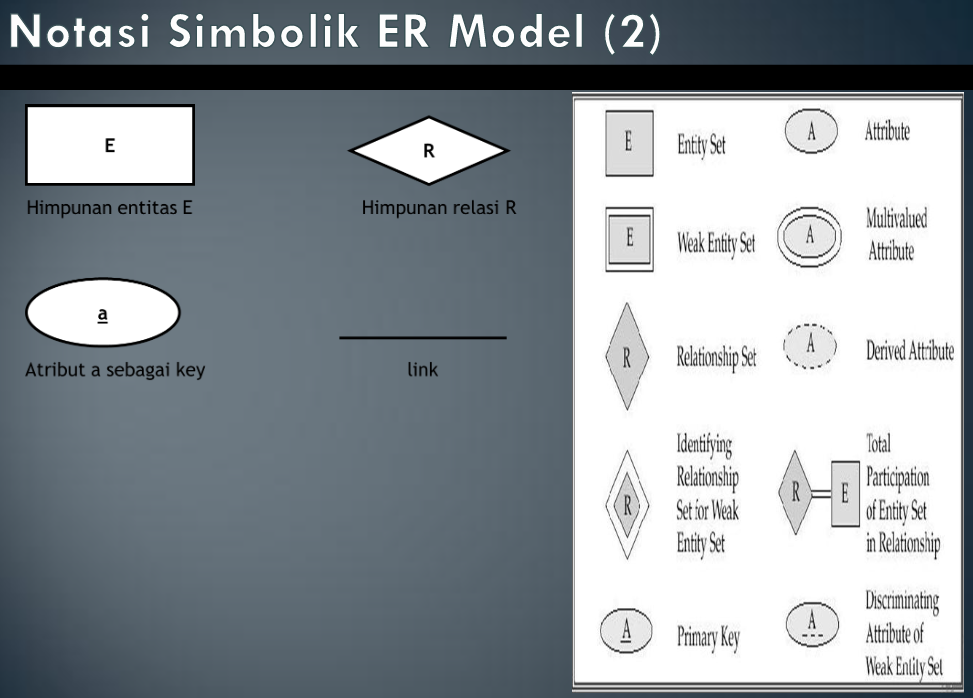 Notasi Simbolik ER Model (2)
E
R
Himpunan entitas E
Himpunan relasi R
a
Atribut a sebagai key
link
E
Entity Set
A
Attribute
E
Weak Entity Set
A
Multivalued
Attribute
R
Relationship Set
A
Derived Attribute
R
Identifying
Relationship
Set for Weak
Entity Set
R
E
Total
Participation
of Entity Set
in Relationship
A
Primary Key
A
Discriminating
Attribute of
Weak Entity Set